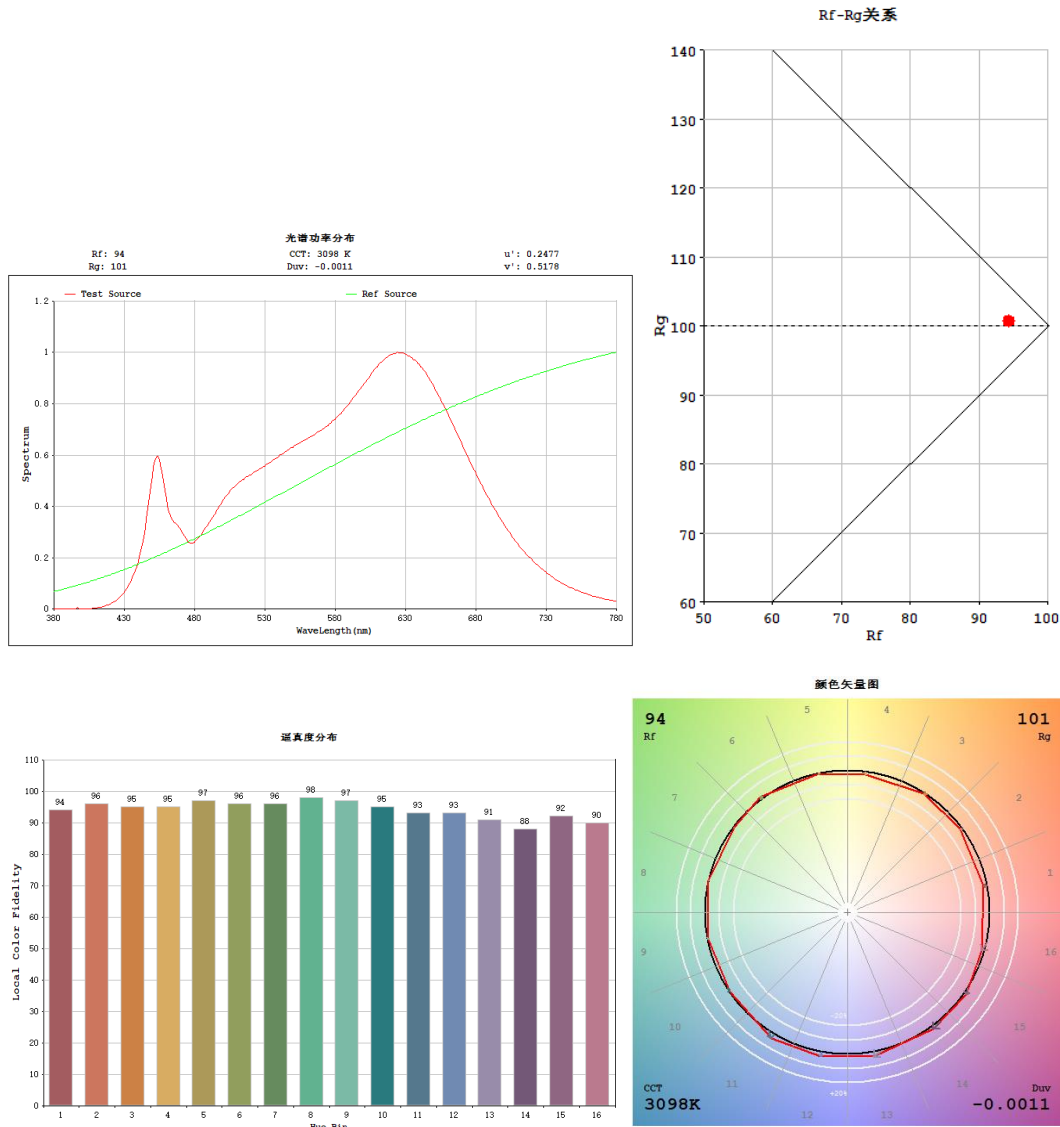 Rf-Rg关系
140
130
120
110
100
90
80
70
60
Rg
50 60 70 80 90 100
Rf
光谱功率分布
Rf: 94 CCT: 3098 K u': 0.2477
Rg: 101 Duv: -0.0011 v': 0.5178
Test Source Ref Source
1.2
1
0.8
0.6
0.4
0.2
0
Spectrum
380 430 480 530 580 630 680 730 780
WaveLength(nm)
逼真度分布
110
100
90
80
70
60
50
40
30
20
10
0
Local Color Fidelity
94 96 95 95 97 96 96 98 97 95 93 93 91 88 92 90
1 2 3 4 5 6 7 8 9 10 11 12 13 14 15 16
Hue Bin
颜色矢量图
94 101
Rf Rg
5 4
6 3
7 2
8 1
9 16
10 15
11 14
12 13
-20%
+20%
CCT Duv
3098K -0.0011